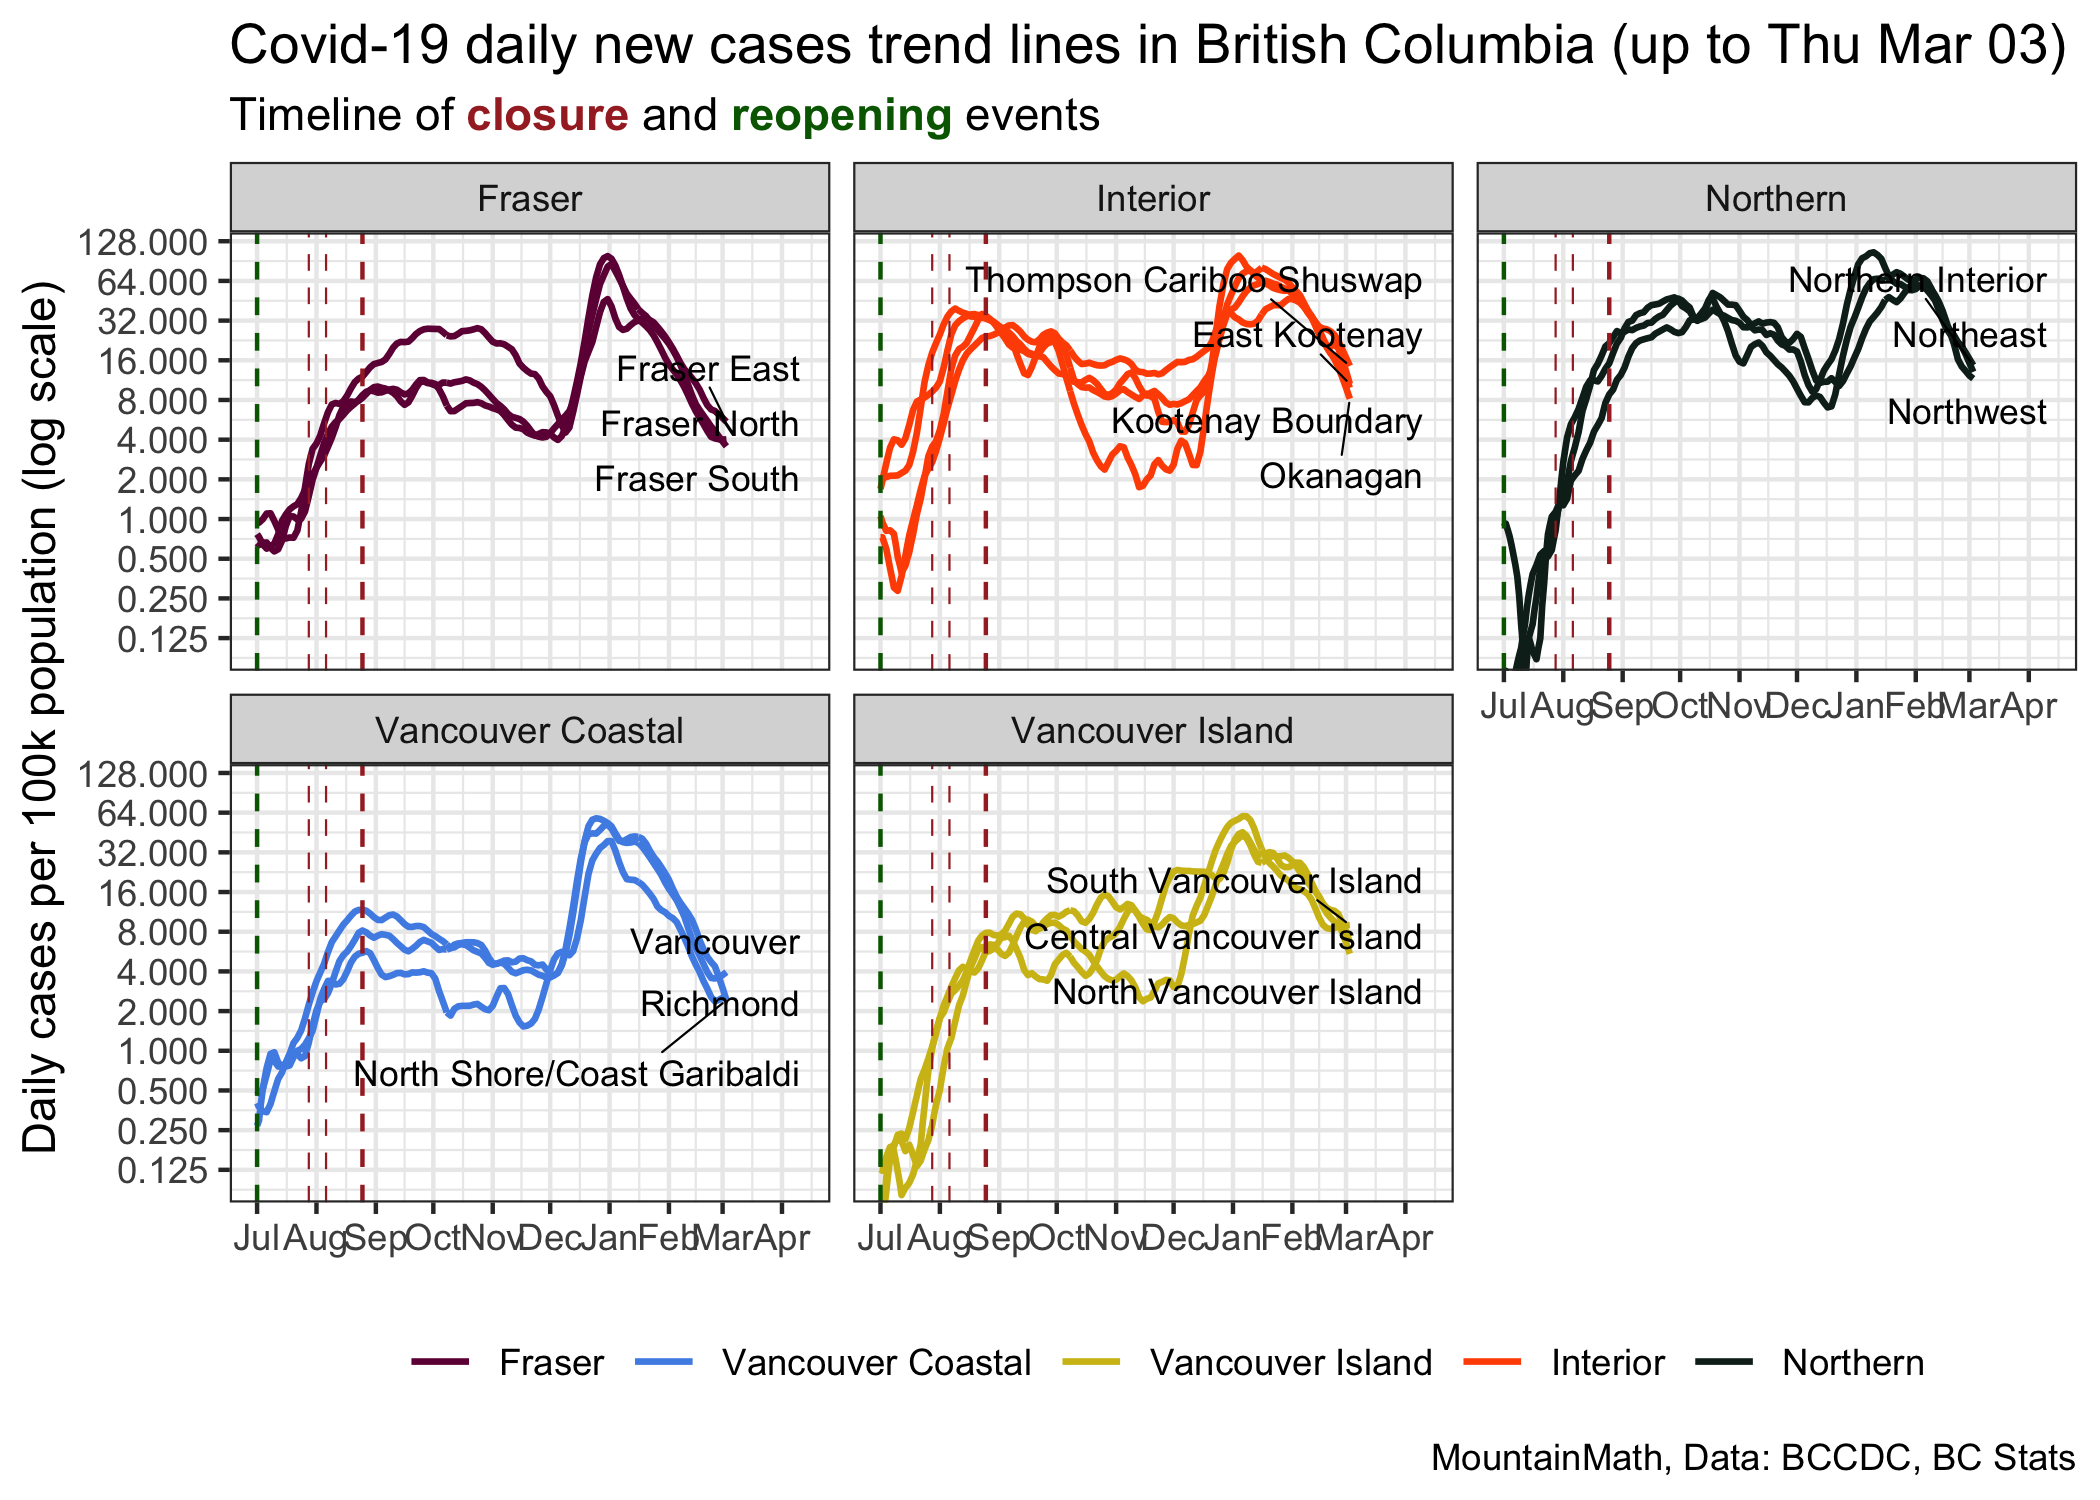 Covid-19 daily new cases trend lines in British Columbia (up to Thu Mar 03)
Timeline of closure and reopening events
Daily cases per 100k population (log scale)
Fraser
128.000
64.000
32.000
16.000
8.000
4.000
2.000
1.000
0.500
0.250
0.125
Fraser East
Fraser North
Fraser South
Interior
Thompson Cariboo Shuswap
East Kootenay
Kootenay Boundary
Okanagan
Northern
Northern Interior
Northeast
Northwest
Jul Aug Sep Oct Nov Dec Jan Feb Mar Apr
Vancouver Coastal
128.000
64.000
32.000
16.000
8.000
4.000
2.000
1.000
0.500
0.250
0.125
Vancouver
Richmond
North Shore/Coast Garibaldi
Jul Aug Sep Oct Nov Dec Jan Feb Mar Apr
Vancouver Island
South Vancouver Island
Central Vancouver Island
North Vancouver Island
Jul Aug Sep Oct Nov Dec Jan Feb Mar Apr
Fraser Vancouver Coastal Vancouver Island Interior Northern
MountainMath, Data: BCCDC, BC Stats